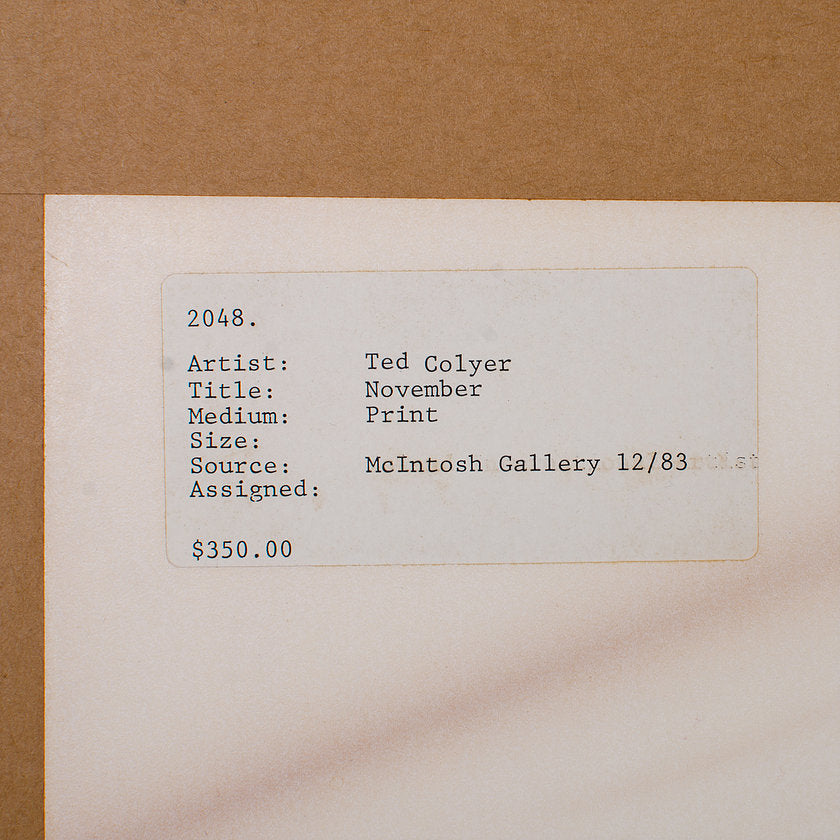 2048.
Artist: Ted Colyer
Title: November
Medium: Print
Size:
Source: McIntosh Gallery 12/83
Assigned:
$350.00